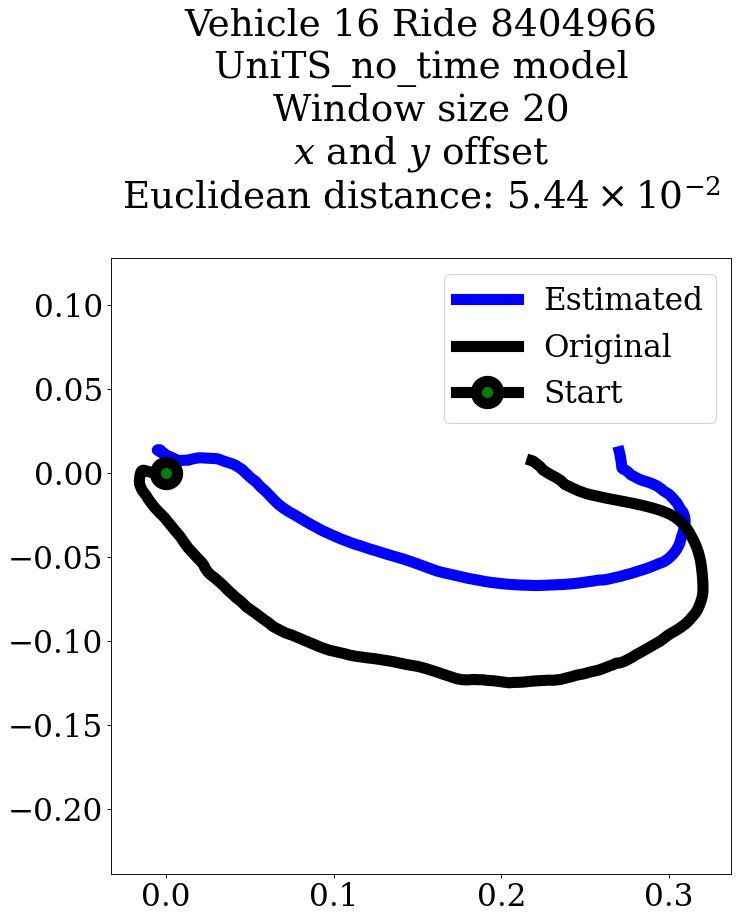 Vehicle 16 Ride 8404966
UniTS_no_time model
Window size 20
x and y offset
Euclidean distance: 5.44 × 10⁻²
Estimated
Original
Start
0.10
0.05
0.00
−0.05
−0.10
−0.15
−0.20
0.0 0.1 0.2 0.3